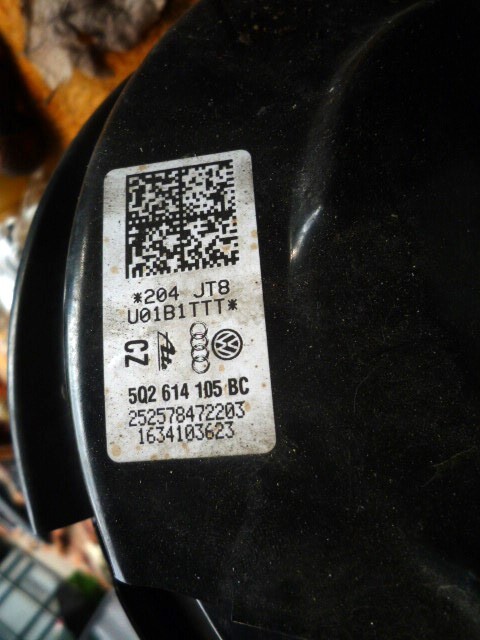 *204 JT8
U01B1TTT*
CZ
5Q2 614 105 BC
252578472203
1634103623